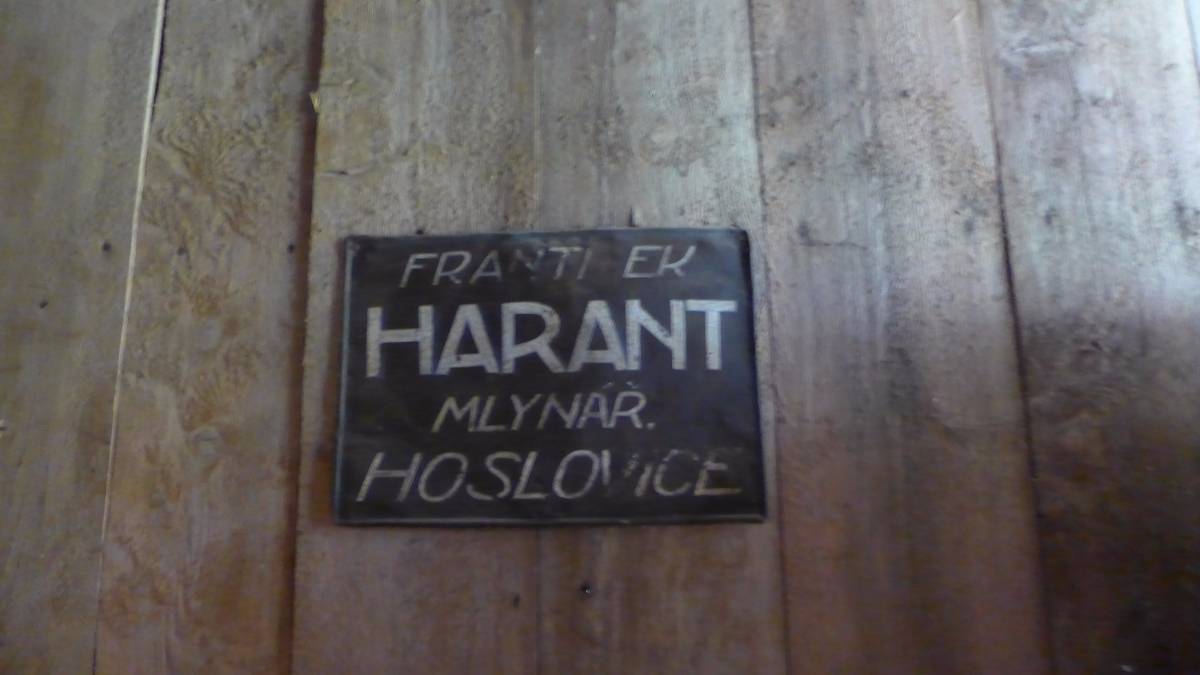 FRANTI EK
HARANT
MLYNÁŘ.
HOSLOVICE